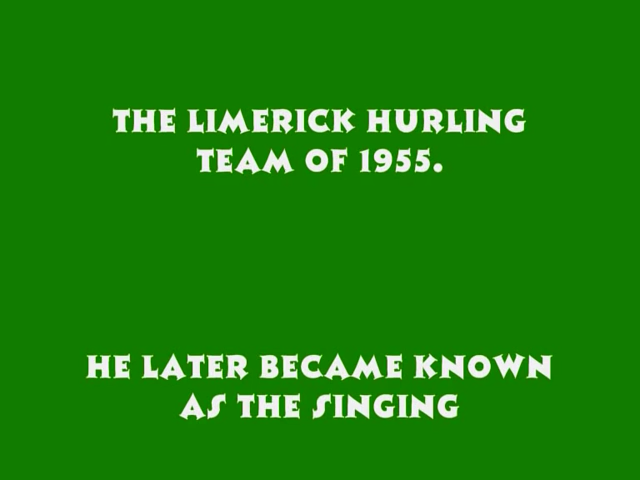 THE LIMERICK HURLING
TEAM OF 1955.
HE LATER BECAME KNOWN
AS THE SINGING